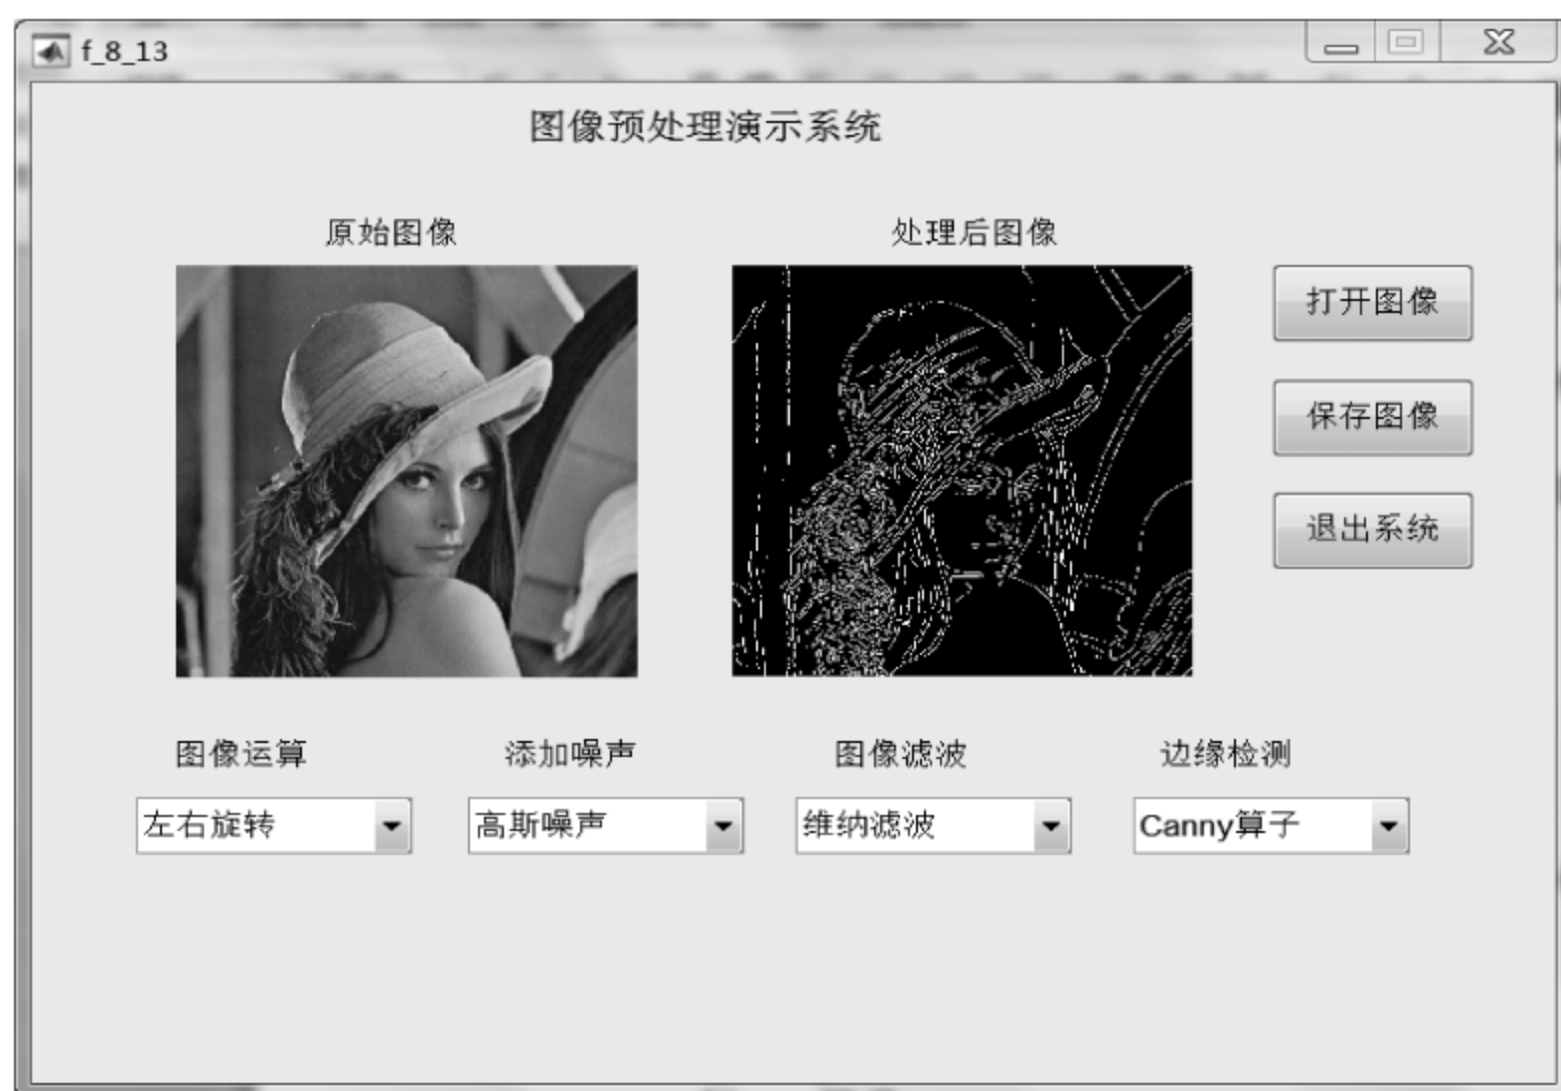 f_8_13
图像预处理演示系统
原始图像
处理后图像
打开图像
保存图像
退出系统
图像运算
添加噪声
图像滤波
边缘检测
左右旋转
高斯噪声
维纳滤波
Canny算子